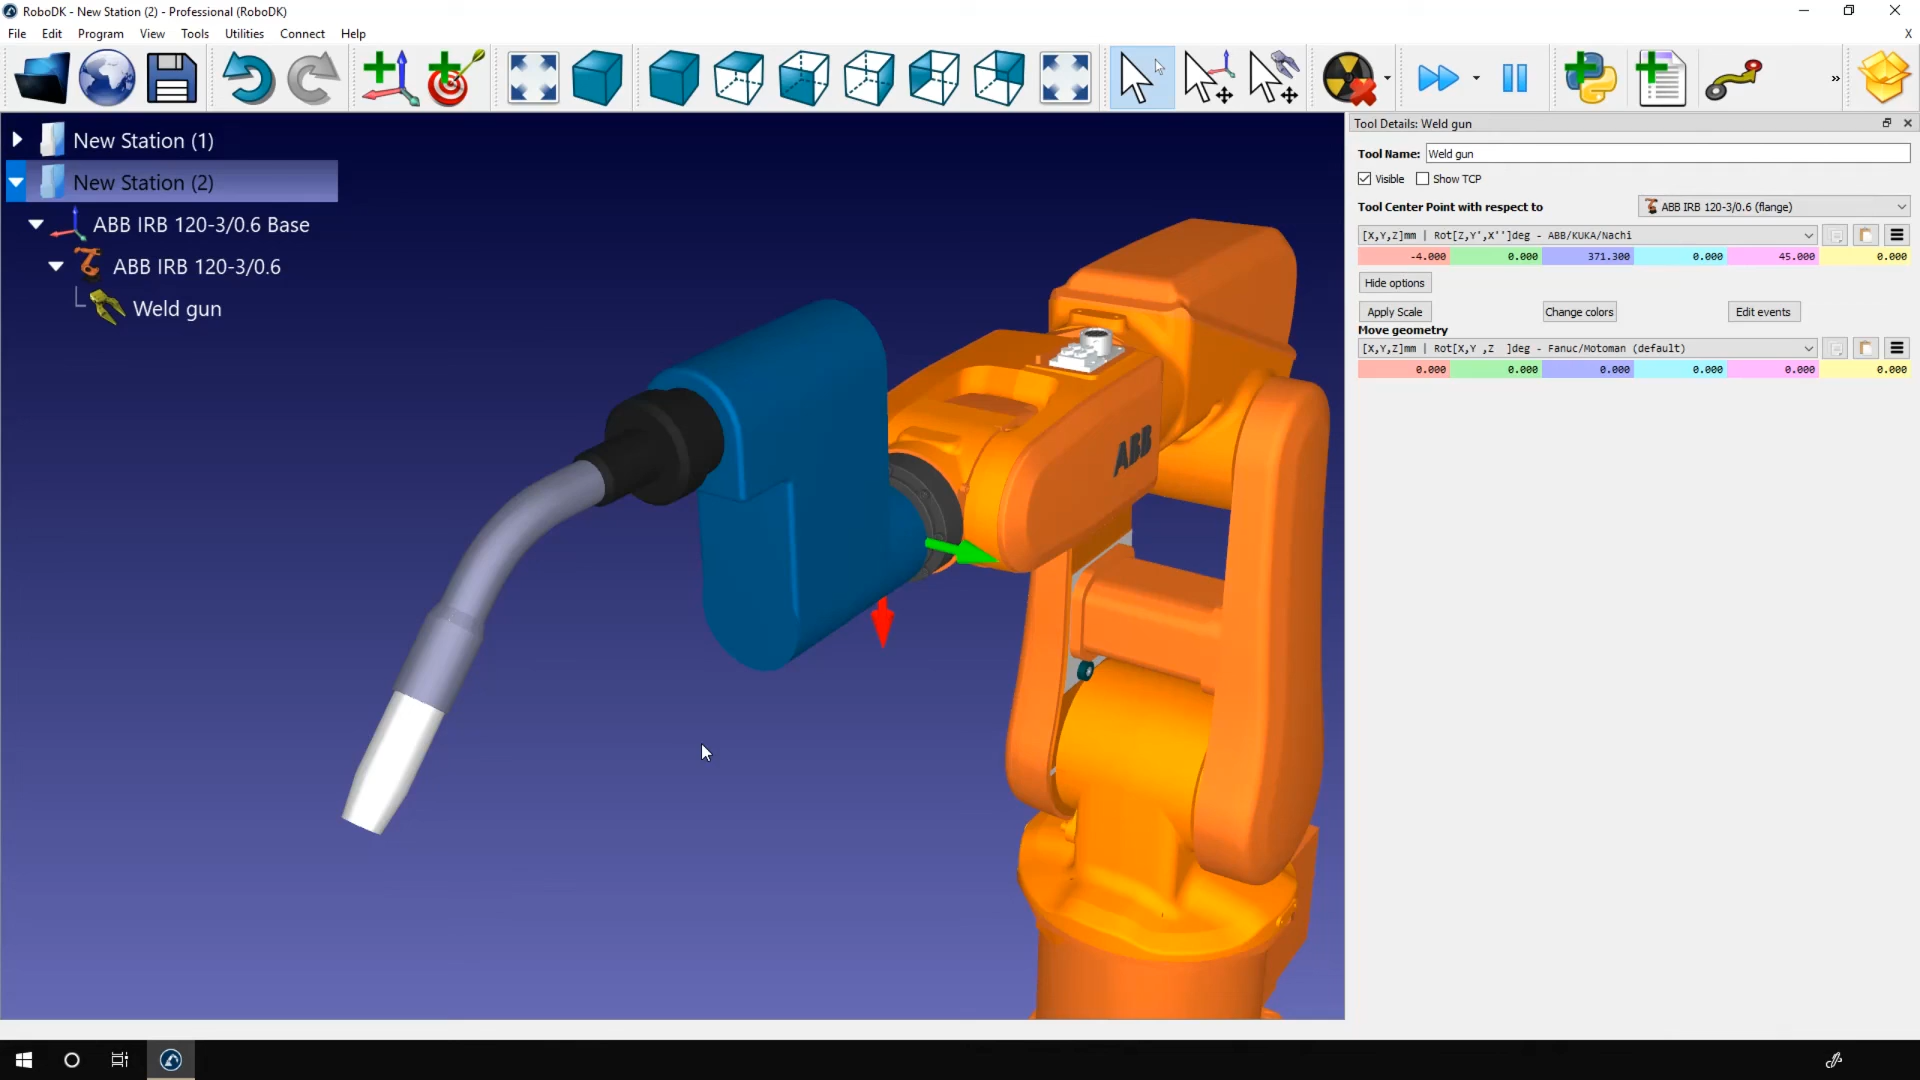 RoboDK - New Station (2) - Professional (RoboDK)
File Edit Program View Tools Utilities Connect Help
X
»
New Station (1)
New Station (2)
ABB IRB 120-3/0.6 Base
ABB IRB 120-3/0.6
Weld gun
ABB
Tool Details: Weld gun
Tool Name: Weld gun
Visible Show TCP
Tool Center Point with respect to ABB IRB 120-3/0.6 (flange)
[X,Y,Z]mm | Rot[Z,Y',X'']deg - ABB/KUKA/Nachi
-4.000 0.000 371.300 0.000 45.000 0.000
Hide options
Apply Scale Change colors Edit events
Move geometry
[X,Y,Z]mm | Rot[X,Y ,Z  ]deg - Fanuc/Motoman (default)
0.000 0.000 0.000 0.000 0.000 0.000